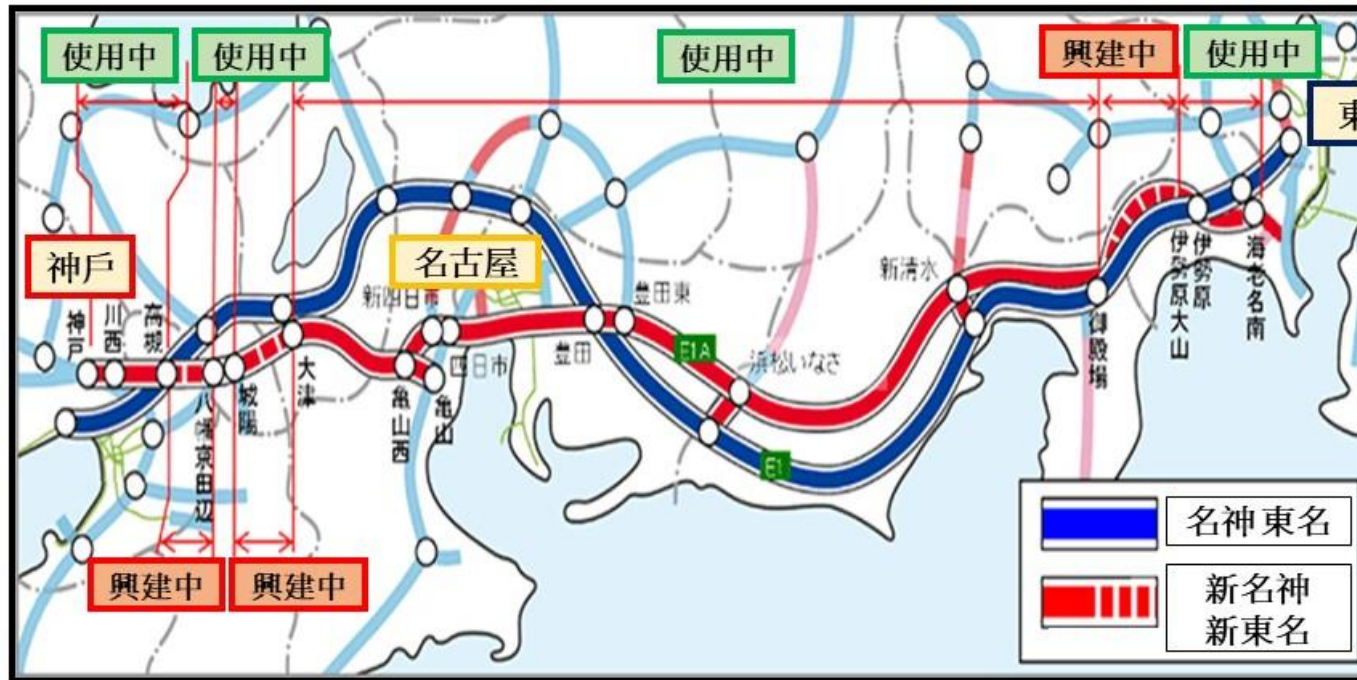 使用中
使用中
使用中
興建中
使用中
東
神戶
名古屋
新四日市
豊田東
新清水
神戸
川西
高槻
八幡京田辺
城陽
大津
亀山西
亀山
四日市
豊田
E1A
浜松いなさ
E1
御殿場
伊勢原大山
伊勢原
海老名南
興建中
興建中
名神東名
新名神
新東名